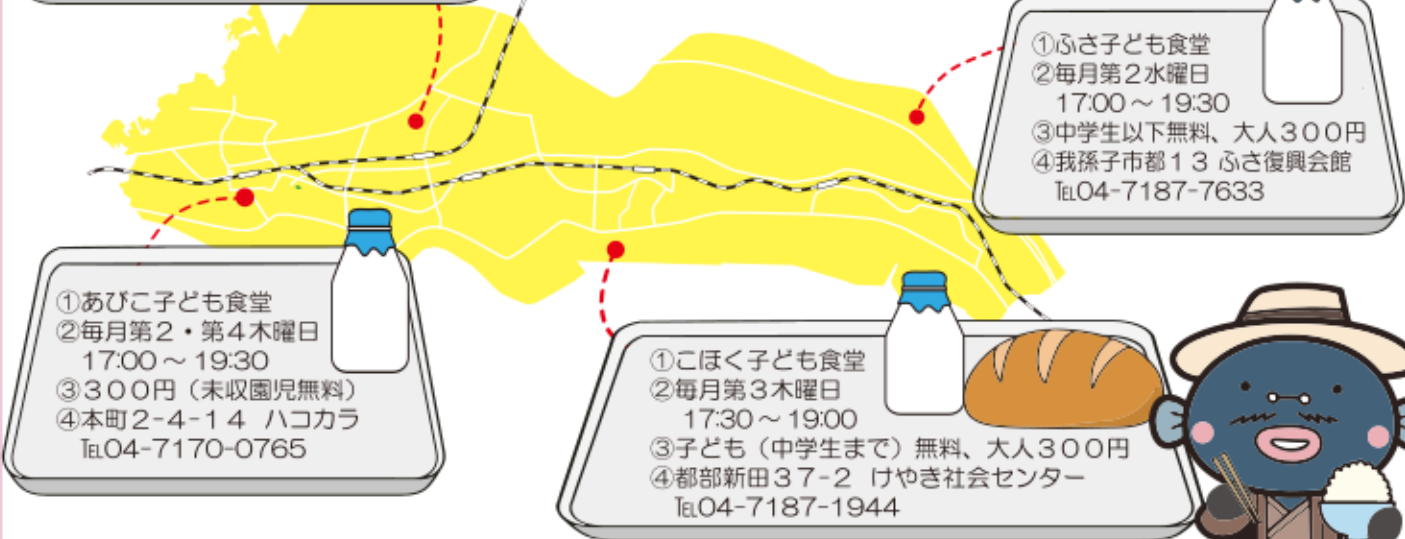 ①ふさ子ども食堂
②毎月第２水曜日
17:00～19:30
③中学生以下無料、大人３００円
④我孫子市都１３ ふさ復興会館
℡04-7187-7633
①あびこ子ども食堂
②毎月第２・第４木曜日
17:00～19:30
③３００円（未収園児無料）
④本町２-４-１４ ハコカラ
℡04-7170-0765
①こほく子ども食堂
②毎月第３木曜日
17:30～19:00
③子ども（中学生まで）無料、大人３００円
④都部新田３７-２ けやき社会センター
℡04-7187-1944